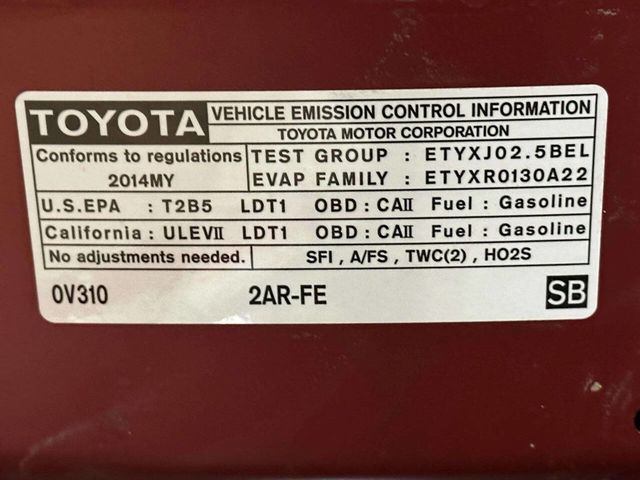 TOYOTA VEHICLE EMISSION CONTROL INFORMATION
TOYOTA MOTOR CORPORATION
Conforms to regulations
2014MY
TEST GROUP : ETYXJ02.5BEL
EVAP FAMILY : ETYXR0130A22
U.S.EPA : T2B5 LDT1 OBD : CAII Fuel : Gasoline
California : ULEVII LDT1 OBD : CAII Fuel : Gasoline
No adjustments needed. SFI , A/FS , TWC(2) , HO2S
0V310 2AR-FE SB